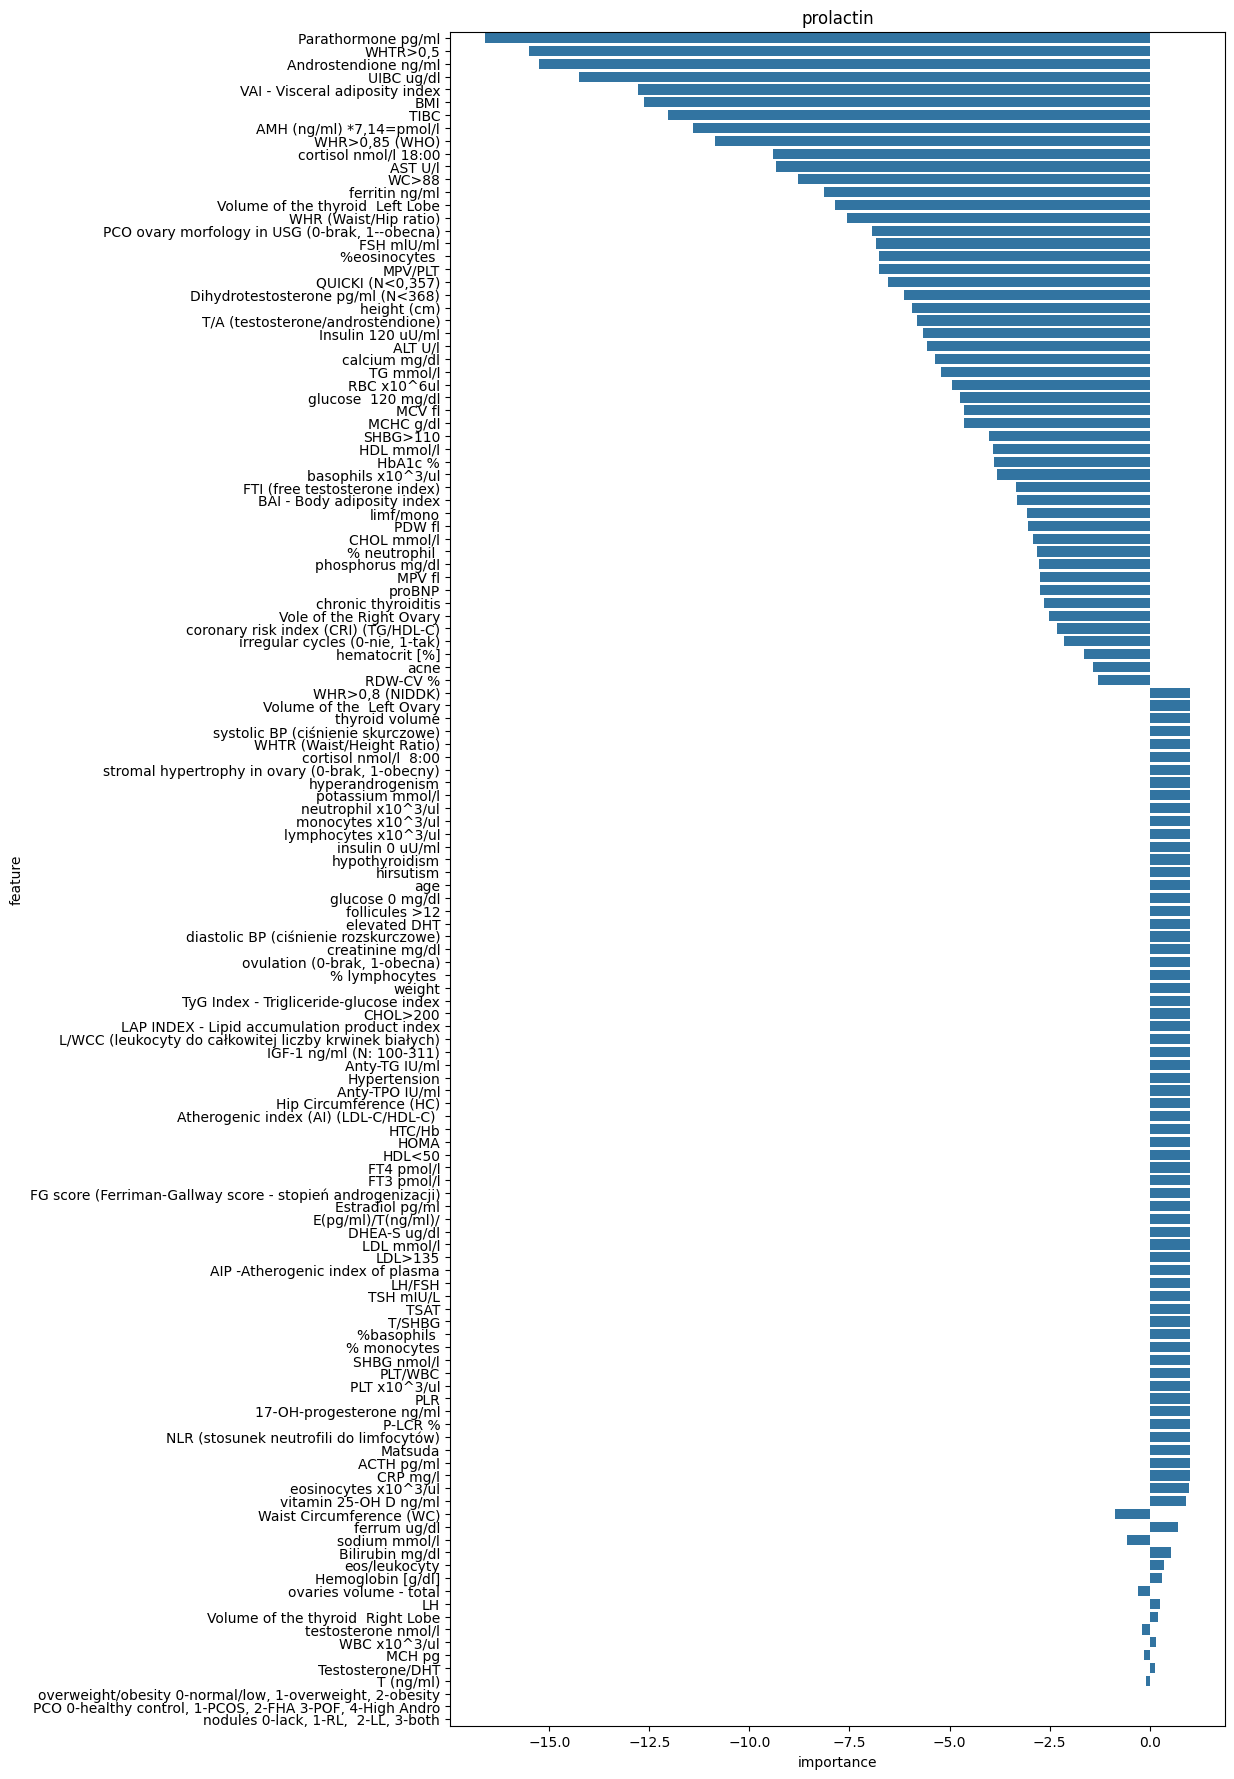 prolactin
Parathormone pg/ml
WHTR>0,5
Androstendione ng/ml
UIBC ug/dl
VAI - Visceral adiposity index
BMI
TIBC
AMH (ng/ml) *7,14=pmol/l
WHR>0,85 (WHO)
cortisol nmol/l 18:00
AST U/l
WC>88
ferritin ng/ml
Volume of the thyroid  Left Lobe
WHR (Waist/Hip ratio)
PCO ovary morfology in USG (0-brak, 1--obecna)
FSH mlU/ml
%eosinocytes
MPV/PLT
QUICKI (N<0,357)
Dihydrotestosterone pg/ml (N<368)
height (cm)
T/A (testosterone/androstendione)
Insulin 120 uU/ml
ALT U/l
calcium mg/dl
TG mmol/l
RBC x10^6ul
glucose  120 mg/dl
MCV fl
MCHC g/dl
SHBG>110
HDL mmol/l
HbA1c %
basophils x10^3/ul
FTI (free testosterone index)
BAI - Body adiposity index
limf/mono
PDW fl
CHOL mmol/l
% neutrophil
phosphorus mg/dl
MPV fl
proBNP
chronic thyroiditis
Vole of the Right Ovary
coronary risk index (CRI) (TG/HDL-C)
irregular cycles (0-nie, 1-tak)
hematocrit [%]
acne
RDW-CV %
WHR>0,8 (NIDDK)
Volume of the  Left Ovary
thyroid volume
systolic BP (ciśnienie skurczowe)
WHTR (Waist/Height Ratio)
cortisol nmol/l  8:00
stromal hypertrophy in ovary (0-brak, 1-obecny)
hyperandrogenism
potassium mmol/l
neutrophil x10^3/ul
monocytes x10^3/ul
lymphocytes x10^3/ul
insulin 0 uU/ml
hypothyroidism
hirsutism
age
glucose 0 mg/dl
follicules >12
elevated DHT
diastolic BP (ciśnienie rozskurczowe)
creatinine mg/dl
ovulation (0-brak, 1-obecna)
% lymphocytes
weight
TyG Index - Trigliceride-glucose index
CHOL>200
LAP INDEX - Lipid accumulation product index
L/WCC (leukocyty do całkowitej liczby krwinek białych)
IGF-1 ng/ml (N: 100-311)
Anty-TG IU/ml
Hypertension
Anty-TPO IU/ml
Hip Circumference (HC)
Atherogenic index (AI) (LDL-C/HDL-C)
HTC/Hb
HOMA
HDL<50
FT4 pmol/l
FT3 pmol/l
FG score (Ferriman-Gallway score - stopień androgenizacji)
Estradiol pg/ml
E(pg/ml)/T(ng/ml)/
DHEA-S ug/dl
LDL mmol/l
LDL>135
AIP -Atherogenic index of plasma
LH/FSH
TSH mIU/L
TSAT
T/SHBG
%basophils
% monocytes
SHBG nmol/l
PLT/WBC
PLT x10^3/ul
PLR
17-OH-progesterone ng/ml
P-LCR %
NLR (stosunek neutrofili do limfocytów)
Matsuda
ACTH pg/ml
CRP mg/l
eosinocytes x10^3/ul
vitamin 25-OH D ng/ml
Waist Circumference (WC)
ferrum ug/dl
sodium mmol/l
Bilirubin mg/dl
eos/leukocyty
Hemoglobin [g/dl]
ovaries volume - total
LH
Volume of the thyroid  Right Lobe
testosterone nmol/l
WBC x10^3/ul
MCH pg
Testosterone/DHT
T (ng/ml)
overweight/obesity 0-normal/low, 1-overweight, 2-obesity
PCO 0-healthy control, 1-PCOS, 2-FHA 3-POF, 4-High Andro
nodules 0-lack, 1-RL,  2-LL, 3-both
feature
−15.0 −12.5 −10.0 −7.5 −5.0 −2.5 0.0
importance